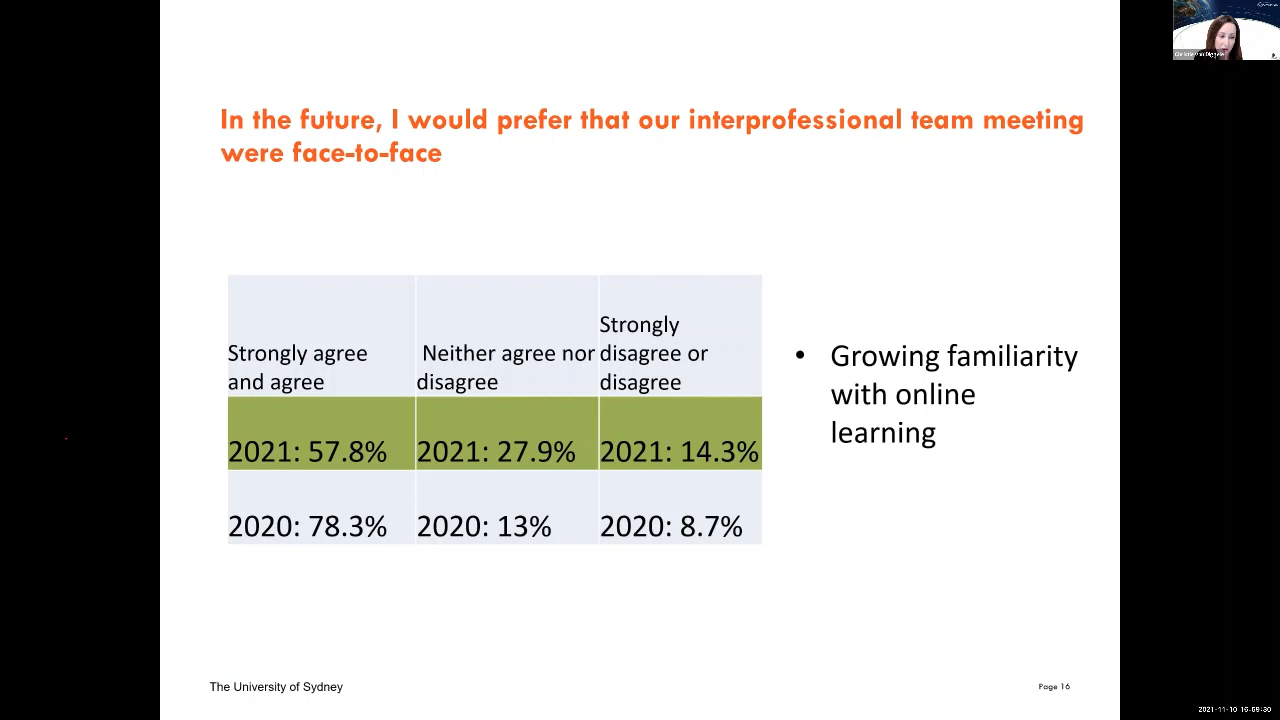 In the future, I would prefer that our interprofessional team meeting
were face-to-face
Strongly agree
and agree
Neither agree nor
disagree
Strongly
disagree or
disagree
2021: 57.8%
2021: 27.9%
2021: 14.3%
2020: 78.3%
2020: 13%
2020: 8.7%
• Growing familiarity
with online
learning
The University of Sydney
Page 16
2021-11-10 16:59:30